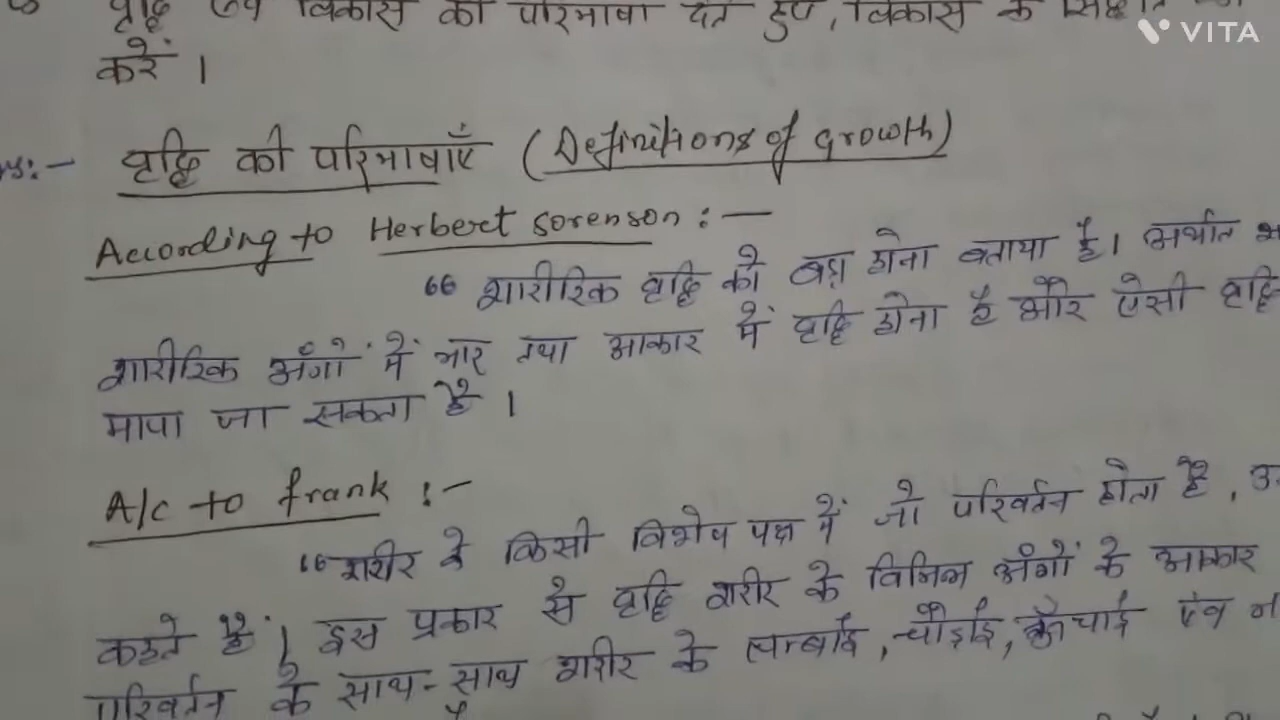 वृद्धि एवं विकास की परिभाषा देते हुए, विकास के
VITA
करें ।
वृद्धि की परिभाषाएँ (Definitions of growth)
According to Herbert sorenson : —
“ शारीरिक वृद्धि को बड़ा होना बताया है। अर्थात
शारीरिक अंगों में भार तथा आकार में वृद्धि होना है और ऐसी वृद्धि
मापा जा सकता है ।
A/c to frank :-
“ शरीर के किसी विशेष पक्ष में जो परिवर्तन होता है ,
कहते हैं । इस प्रकार से वृद्धि शरीर के विभिन्न अंगों के आकार
परिवर्तन के साथ-साथ शरीर के लम्बाई , चौड़ाई , ऊँचाई एवं